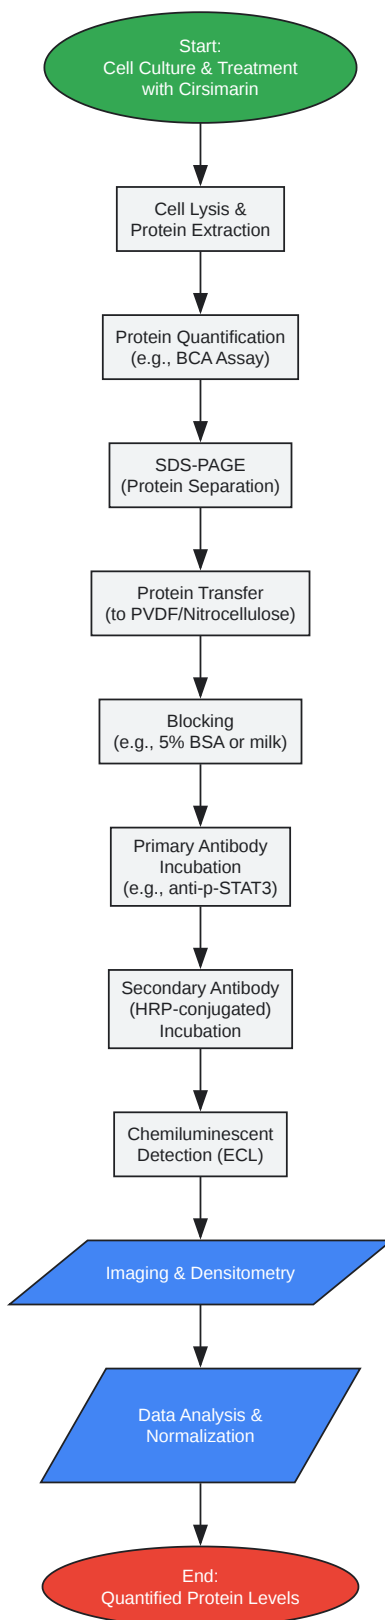 Start:
Cell Culture & Treatment
with Cirsimarin
Cell Lysis &
Protein Extraction
Protein Quantification
(e.g., BCA Assay)
SDS-PAGE
(Protein Separation)
Protein Transfer
(to PVDF/Nitrocellulose)
Blocking
(e.g., 5% BSA or milk)
Primary Antibody
Incubation
(e.g., anti-p-STAT3)
Secondary Antibody
(HRP-conjugated)
Incubation
Chemiluminescent
Detection (ECL)
Imaging & Densitometry
Data Analysis &
Normalization
End:
Quantified Protein Levels